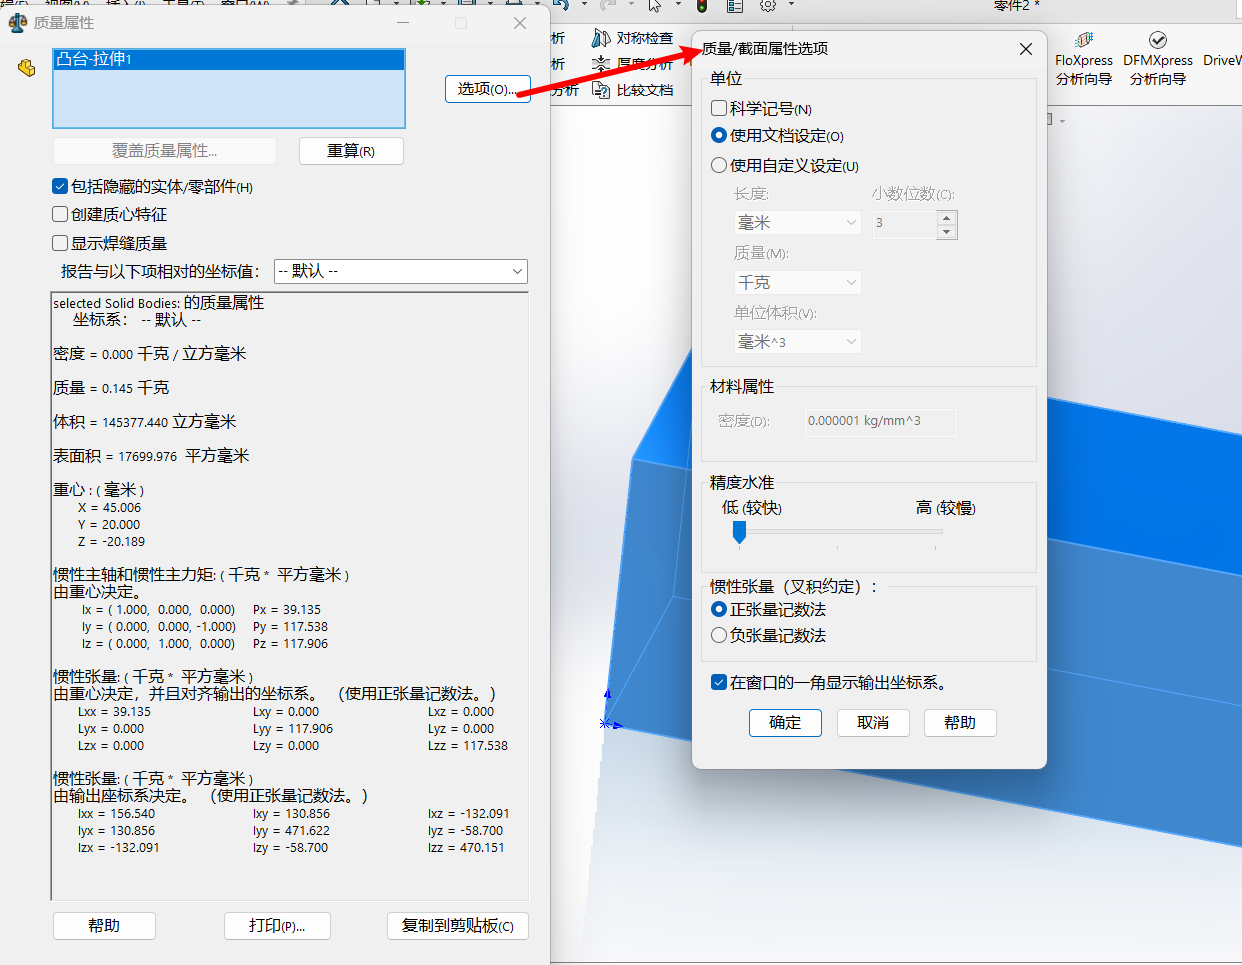 零件2 *
质量属性
凸台-拉伸1
选项(O)...
覆盖质量属性...
重算(R)
包括隐藏的实体/零部件(H)
创建质心特征
显示焊缝质量
报告与以下项相对的坐标值：
-- 默认 --
selected Solid Bodies: 的质量属性
坐标系： -- 默认 --
密度 = 0.000 千克 / 立方毫米
质量 = 0.145 千克
体积 = 145377.440 立方毫米
表面积 = 17699.976 平方毫米
重心 : ( 毫米 )
X = 45.006
Y = 20.000
Z = -20.189
惯性主轴和惯性主力矩: ( 千克 * 平方毫米 )
由重心决定。
Ix = ( 1.000, 0.000, 0.000) Px = 39.135
Iy = ( 0.000, 0.000, -1.000) Py = 117.538
Iz = ( 0.000, 1.000, 0.000) Pz = 117.906
惯性张量: ( 千克 * 平方毫米 )
由重心决定，并且对齐输出的坐标系。 （使用正张量记数法。）
Lxx = 39.135 Lxy = 0.000 Lxz = 0.000
Lyx = 0.000 Lyy = 117.906 Lyz = 0.000
Lzx = 0.000 Lzy = 0.000 Lzz = 117.538
惯性张量: ( 千克 * 平方毫米 )
由输出座标系决定。 （使用正张量记数法。）
Ixx = 156.540 Ixy = 130.856 Ixz = -132.091
Iyx = 130.856 Iyy = 471.622 Iyz = -58.700
Izx = -132.091 Izy = -58.700 Izz = 470.151
帮助
打印(P)...
复制到剪贴板(C)
析
对称检查
析
厚度分析
分析
比较文档
FloXpress
分析向导
DFMXpress
分析向导
DriveW
质量/截面属性选项
单位
科学记号(N)
使用文档设定(O)
使用自定义设定(U)
长度:
小数位数(C):
毫米
3
质量(M):
千克
单位体积(V):
毫米^3
材料属性
密度(D):
0.000001 kg/mm^3
精度水准
低 (较快)
高 (较慢)
惯性张量（叉积约定）：
正张量记数法
负张量记数法
在窗口的一角显示输出坐标系。
确定
取消
帮助